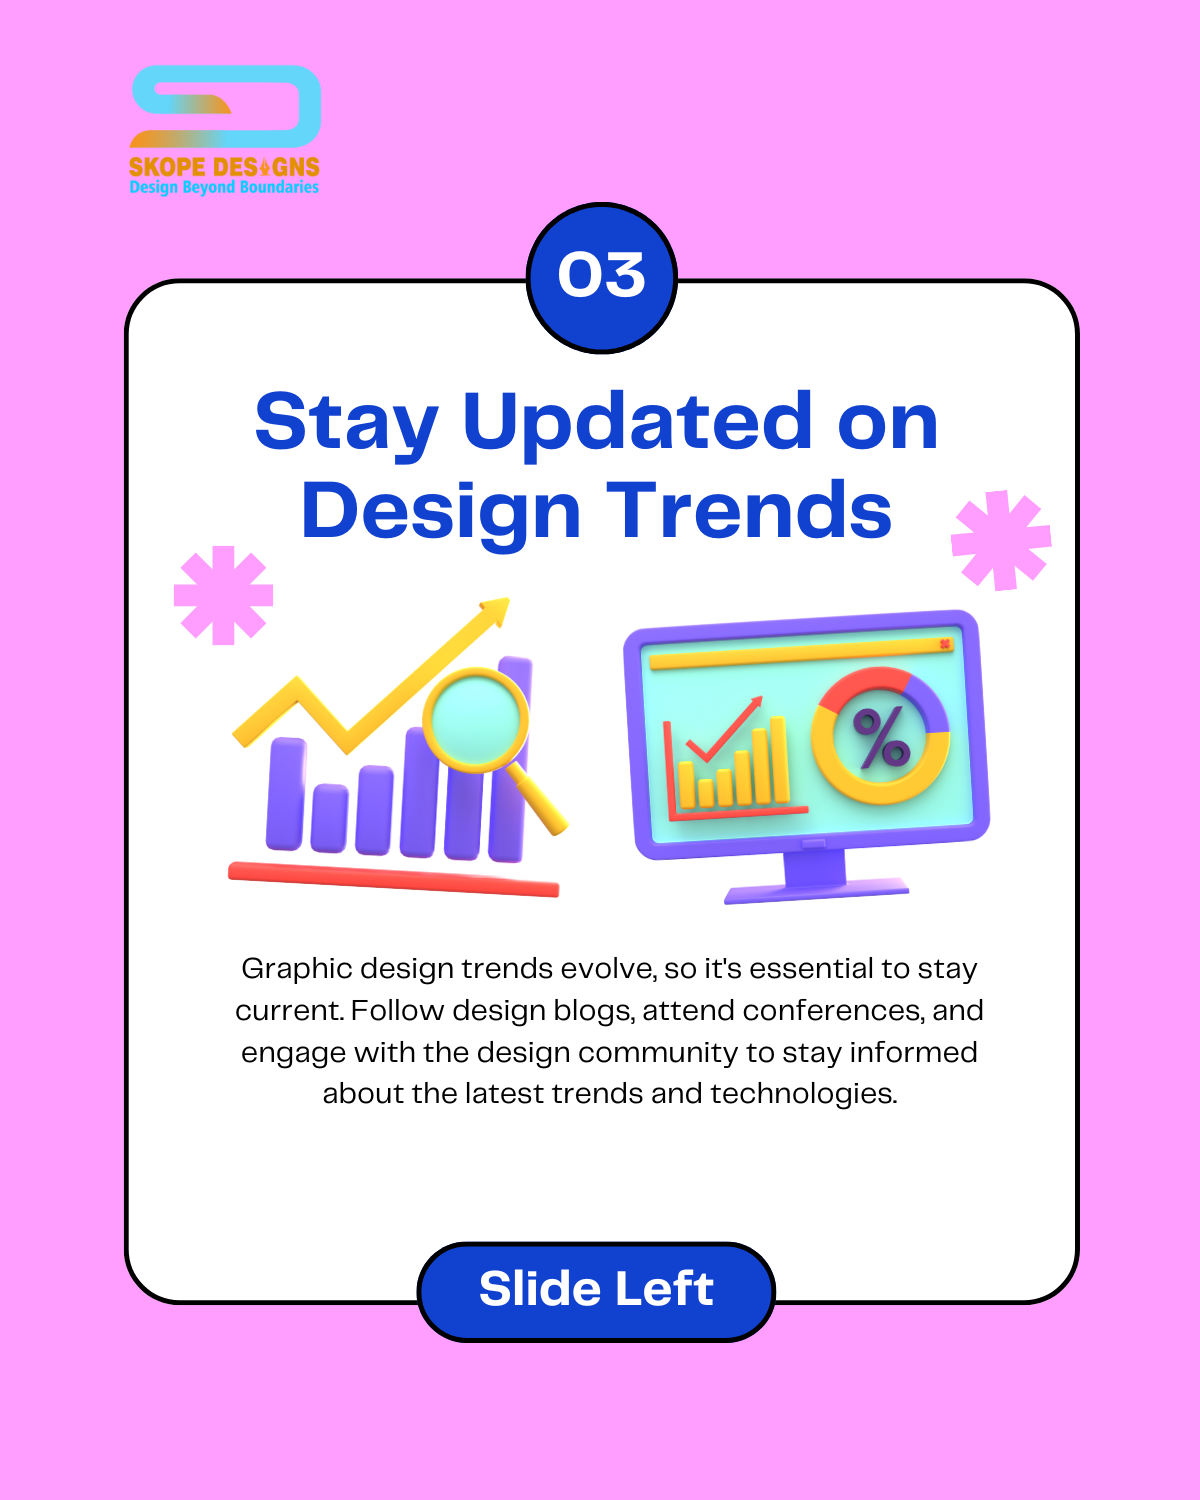 SKOPE DESIGNS
Design Beyond Boundaries
03
Stay Updated on
Design Trends
%
Graphic design trends evolve, so it's essential to stay
current. Follow design blogs, attend conferences, and
engage with the design community to stay informed
about the latest trends and technologies.
Slide Left